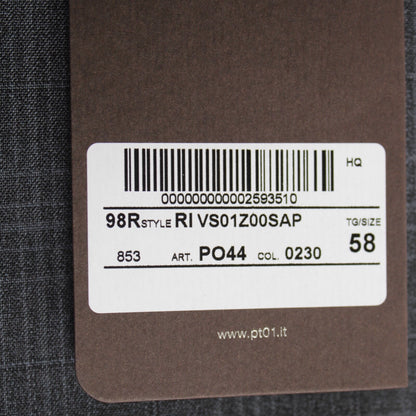 HQ
000000000002593510
98R STYLE RI VS01Z00SAP TG/SIZE
853 ART. PO44 COL. 0230 58
www.pt01.it